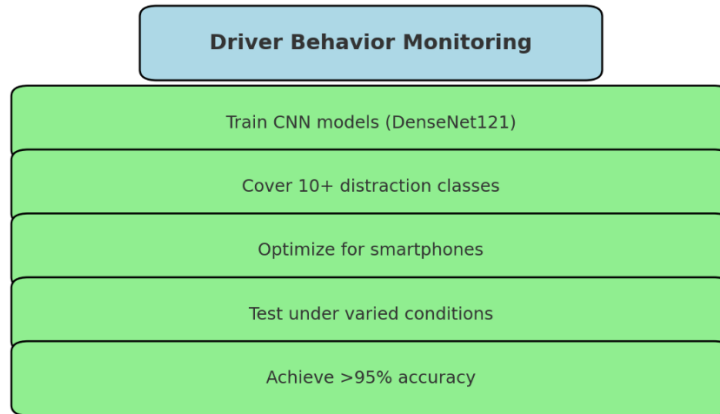 Driver Behavior Monitoring
Train CNN models (DenseNet121)
Cover 10+ distraction classes
Optimize for smartphones
Test under varied conditions
Achieve >95% accuracy